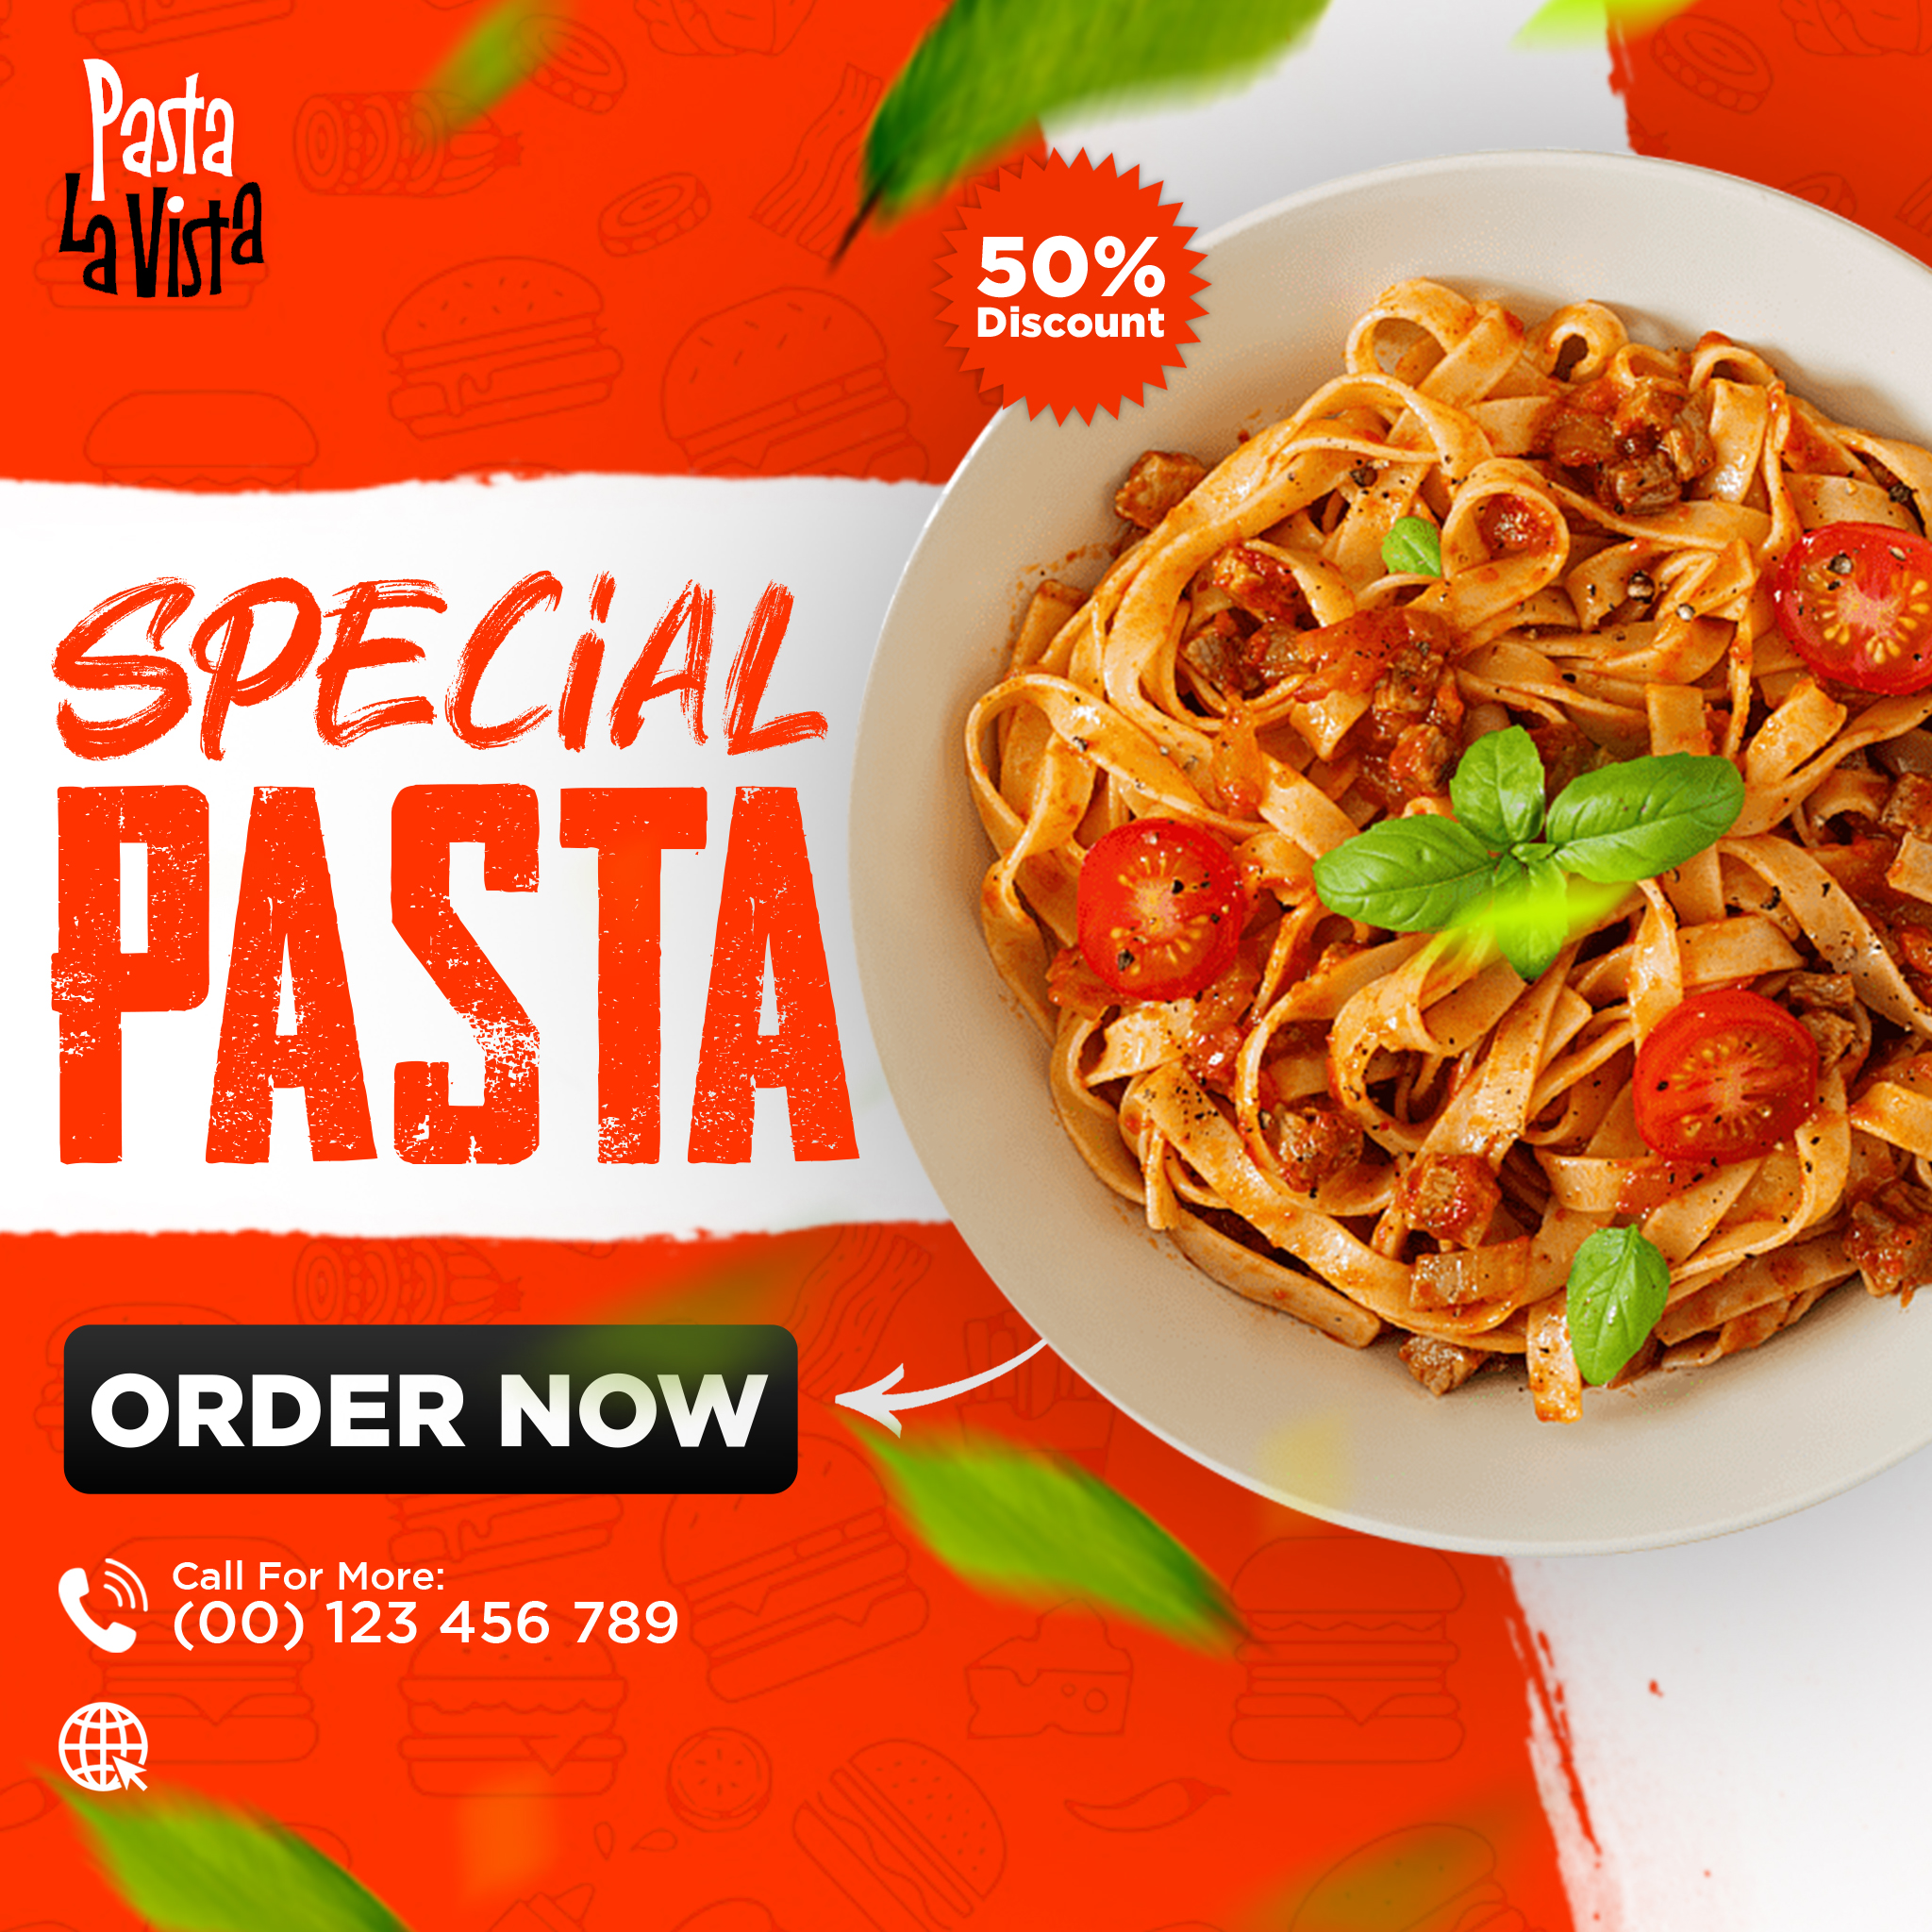 Pasta
La Vista
50%
Discount
SPECiAL
PASTA
ORDER NOW
Call For More:
(00) 123 456 789